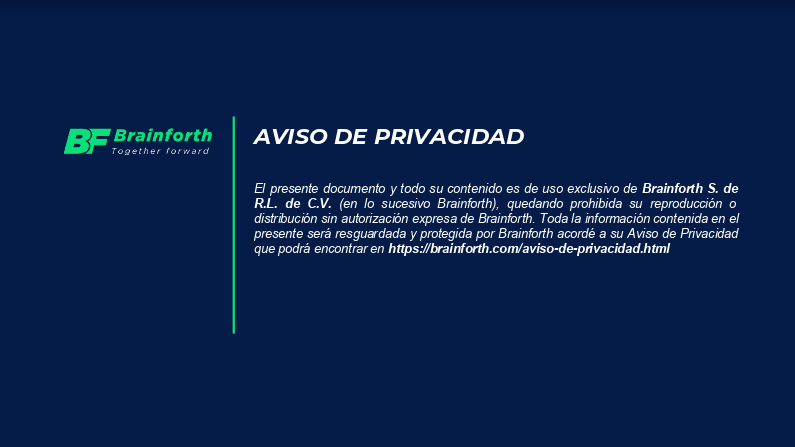 BF Brainforth
Together forward
AVISO DE PRIVACIDAD
El presente documento y todo su contenido es de uso exclusivo de Brainforth S. de
R.L. de C.V. (en lo sucesivo Brainforth), quedando prohibida su reproducción o
distribución sin autorización expresa de Brainforth. Toda la información contenida en el
presente será resguardada y protegida por Brainforth acordé a su Aviso de Privacidad
que podrá encontrar en https://brainforth.com/aviso-de-privacidad.html